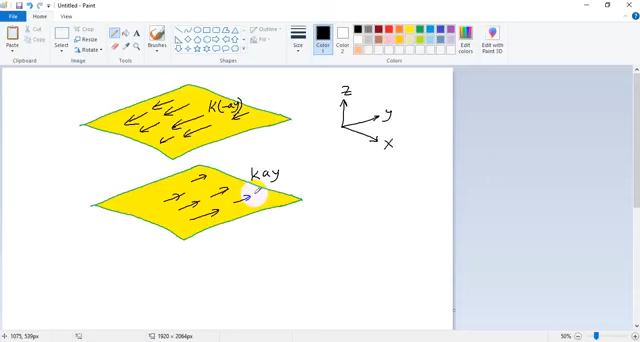 Untitled - Paint
File
Home
View
Paste
Cut
Copy
Clipboard
Select
Crop
Resize
Rotate
Image
Tools
Brushes
Shapes
Outline
Fill
Size
Color 1
Color 2
Colors
Edit colors
Edit with Paint 3D
K(-ay)
z
y
x
kay
1075, 539px
1920 × 2064px
50%